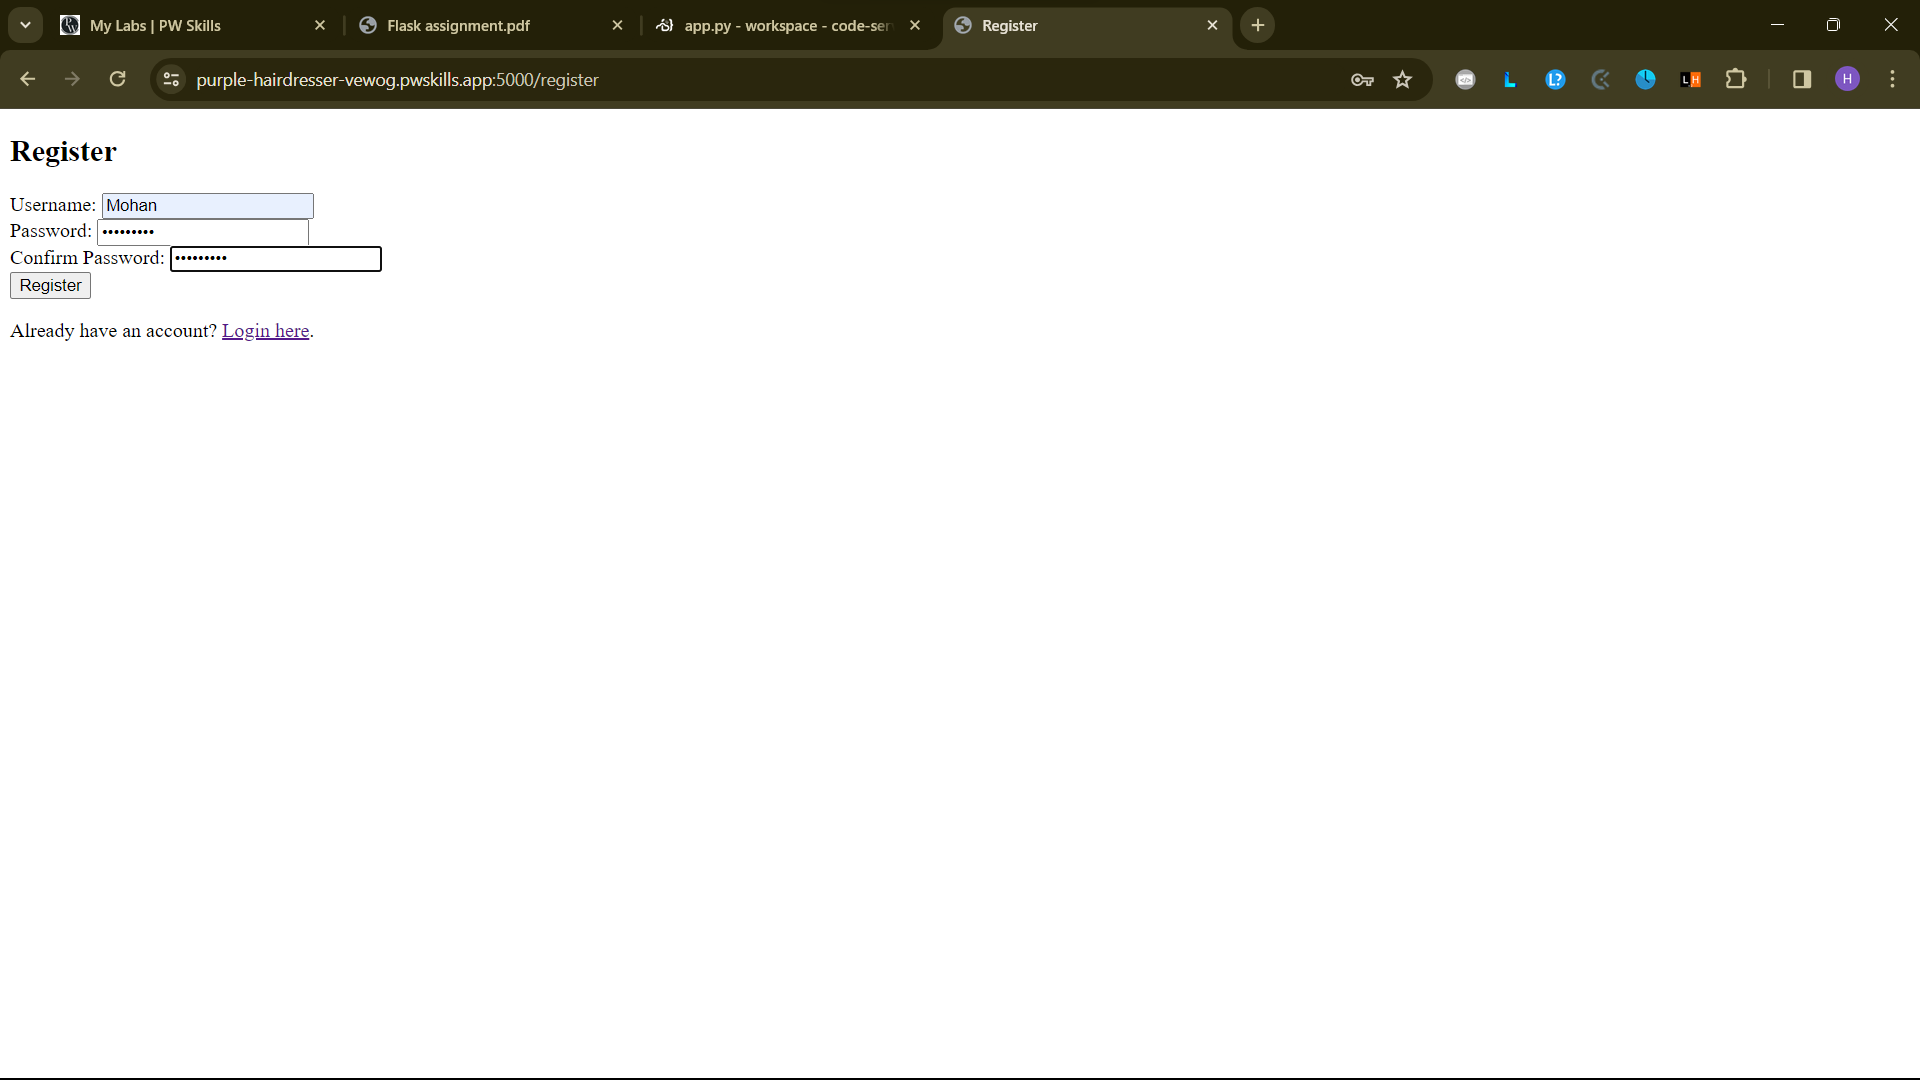 My Labs | PW Skills
Flask assignment.pdf
app.py - workspace - code-ser
Register
purple-hairdresser-vewog.pwskills.app:5000/register
H
Register
Username: Mohan
Password: •••••••••
Confirm Password: •••••••••
Register
Already have an account? Login here.